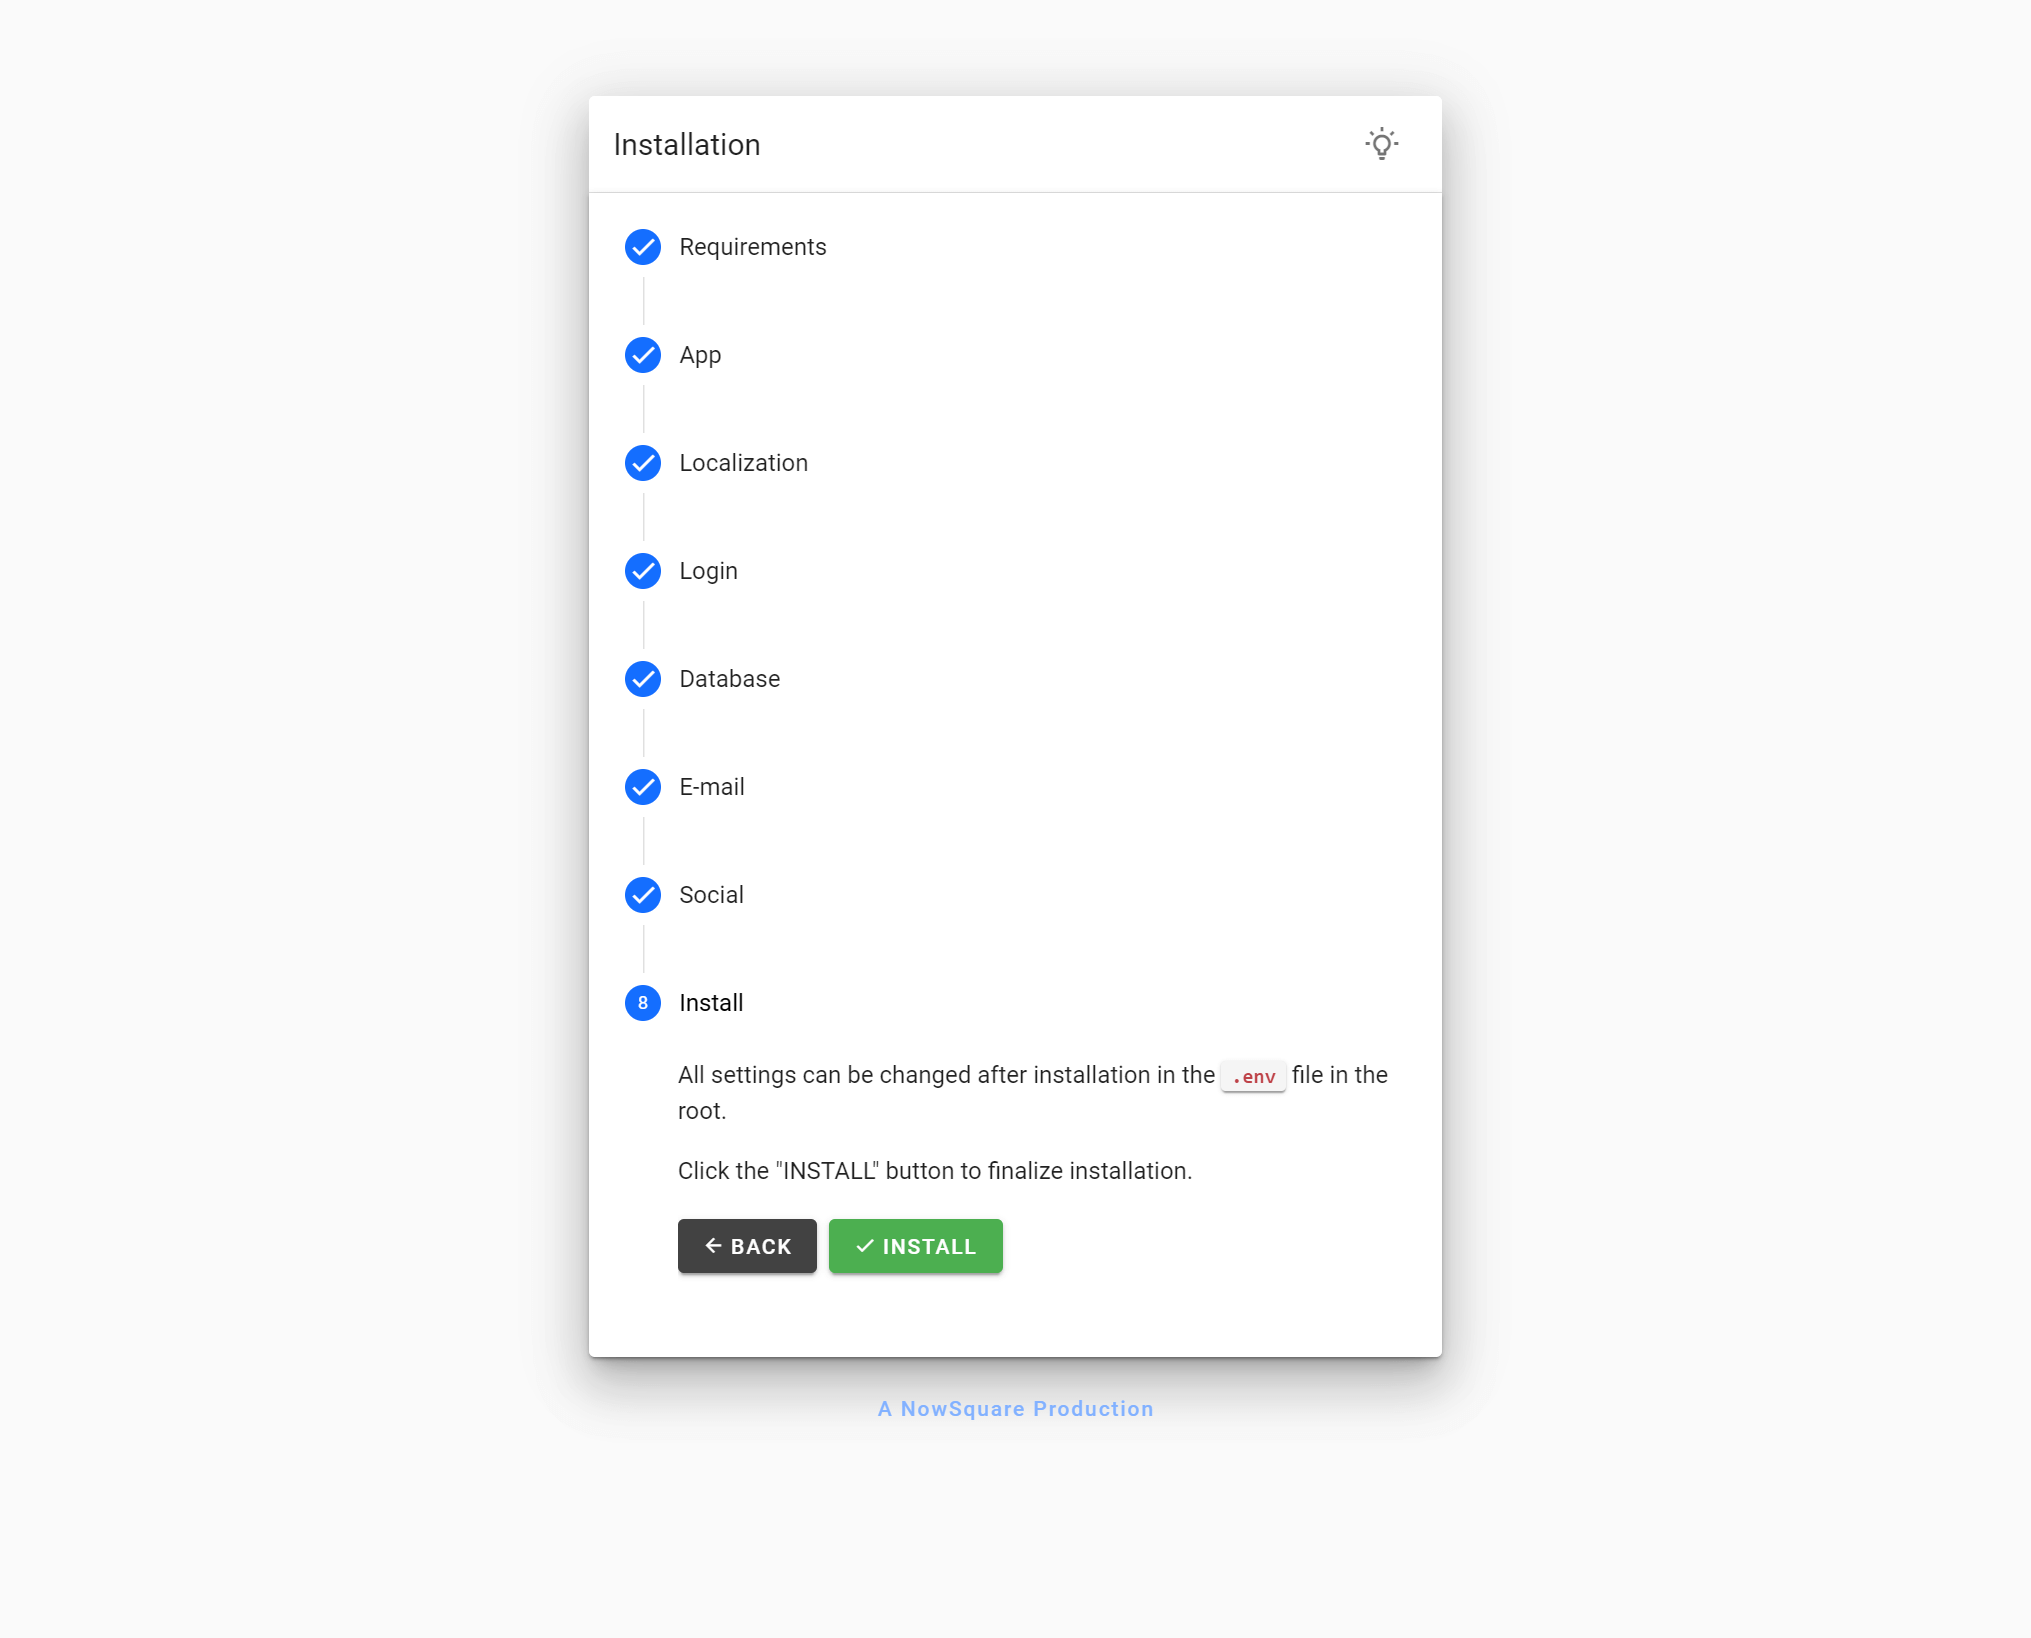 Installation
Requirements
App
Localization
Login
Database
E-mail
Social
8 Install
All settings can be changed after installation in the .env file in the
root.
Click the "INSTALL" button to finalize installation.
BACK INSTALL
A NowSquare Production